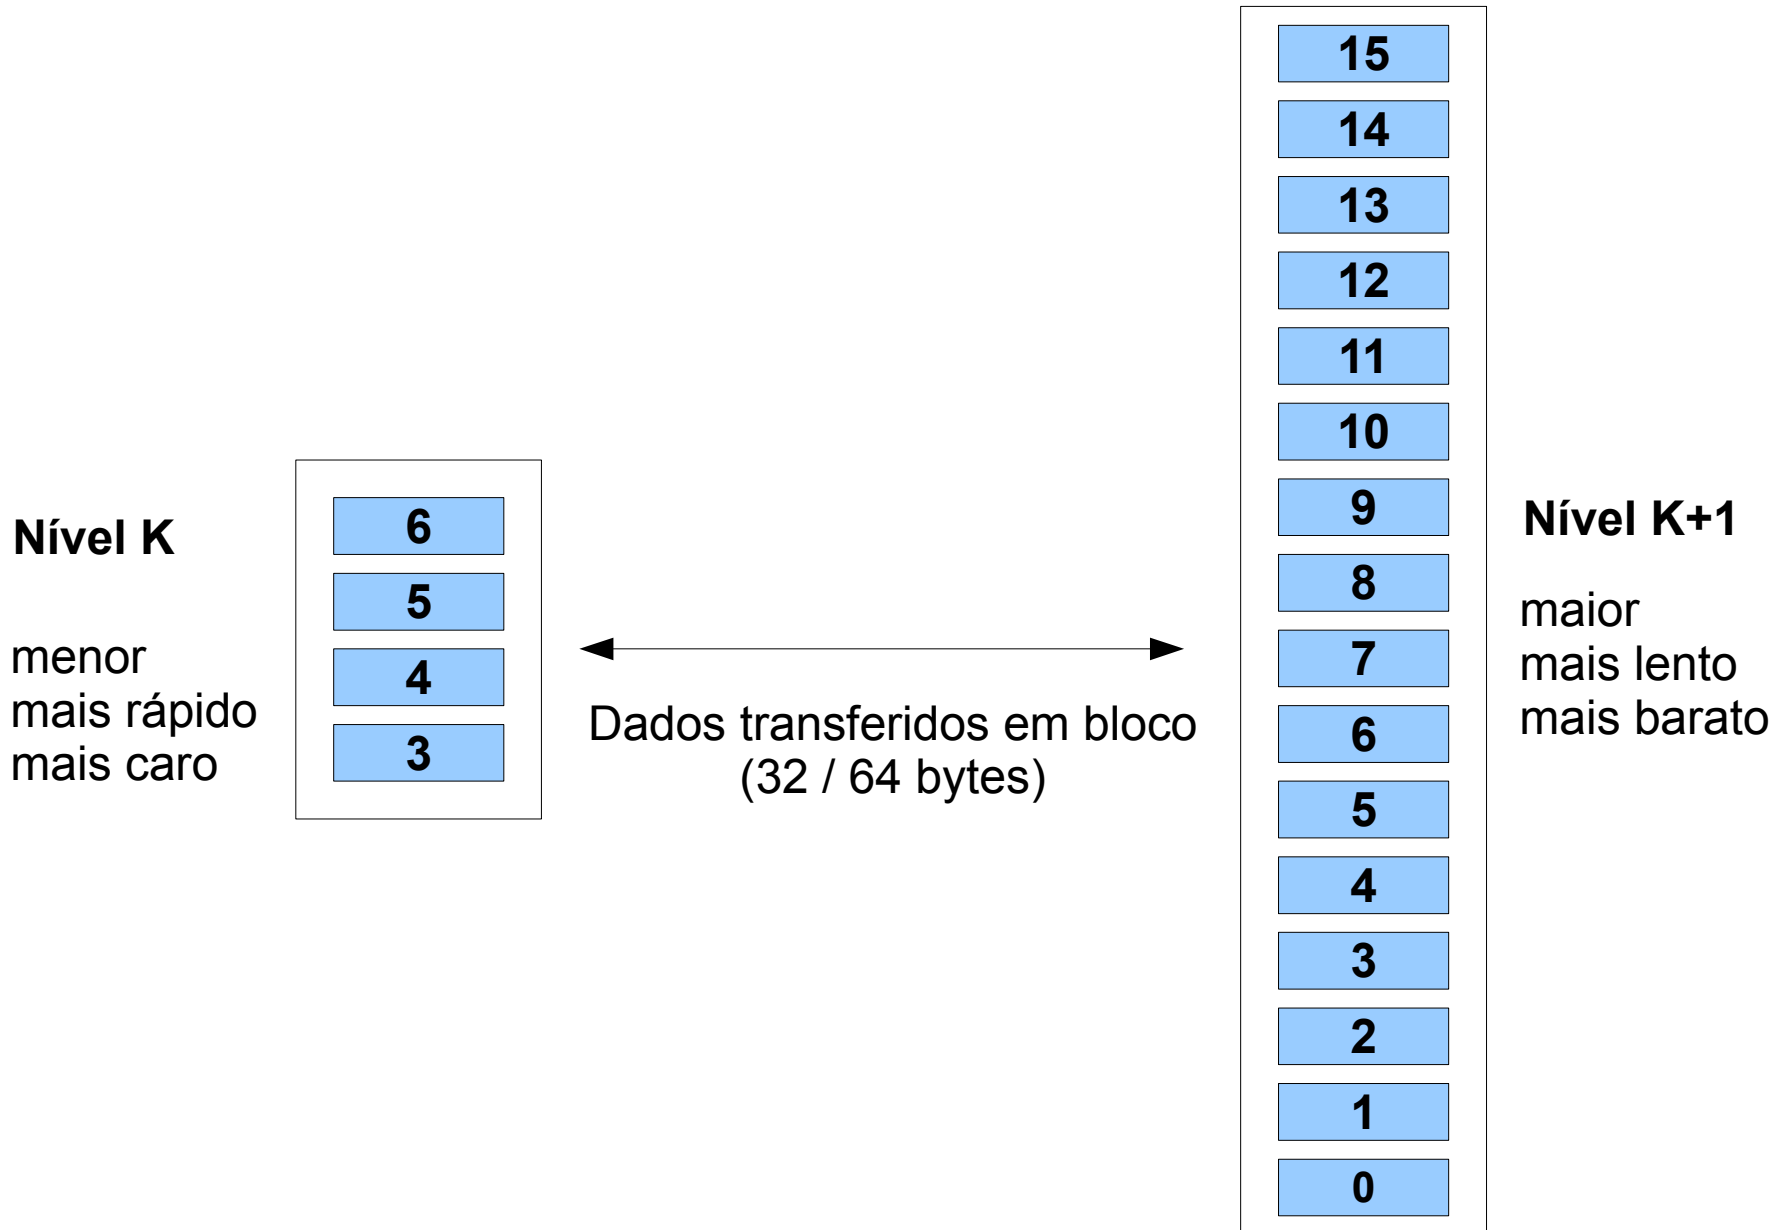 Nível K
menor
mais rápido
mais caro
6
5
4
3
Dados transferidos em bloco
(32 / 64 bytes)
15
14
13
12
11
10
9
8
7
6
5
4
3
2
1
0
Nível K+1
maior
mais lento
mais barato